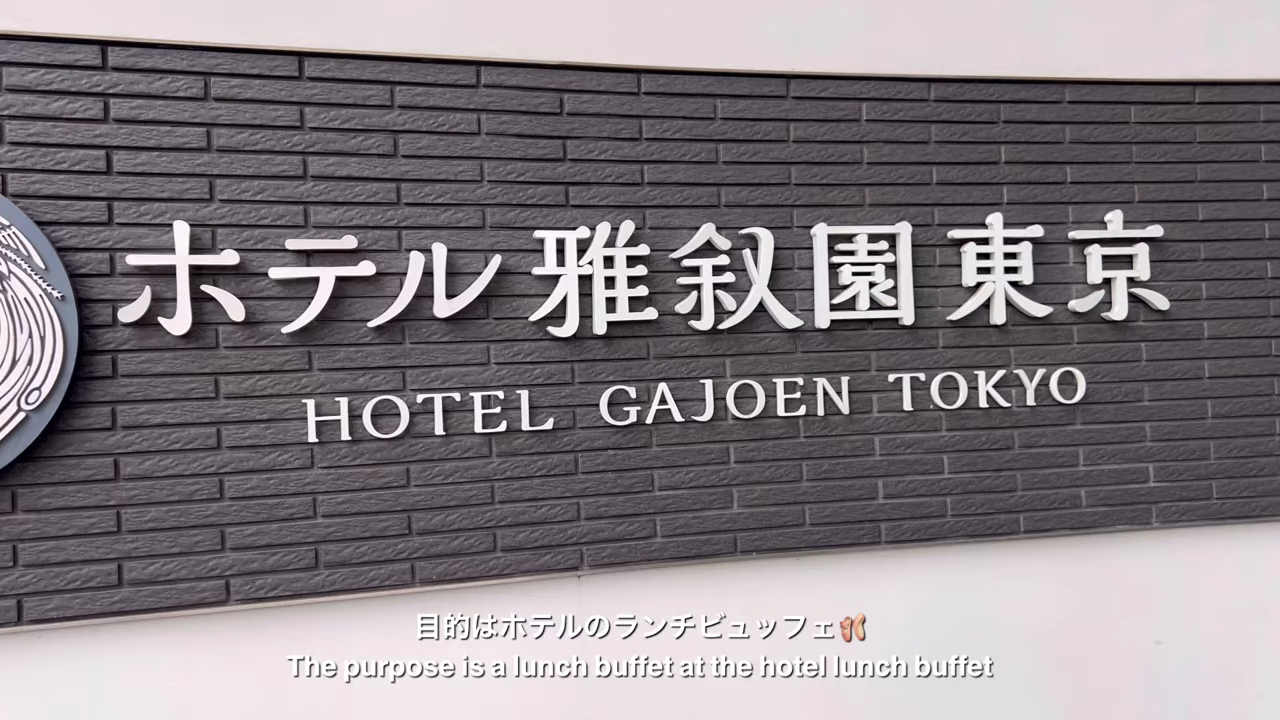 ホテル雅叙園東京
HOTEL GAJOEN TOKYO
目的はホテルのランチビュッフェ🩰
The purpose is a lunch buffet at the hotel lunch buffet